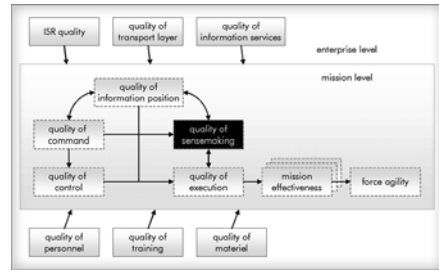 ISR quality
quality of
transport layer
quality of
information services
enterprise level
mission level
quality of
information position
quality of
command
quality of
sensemaking
quality of
control
quality of
execution
mission
effectiveness
force agility
quality of
personnel
quality of
training
quality of
materiel